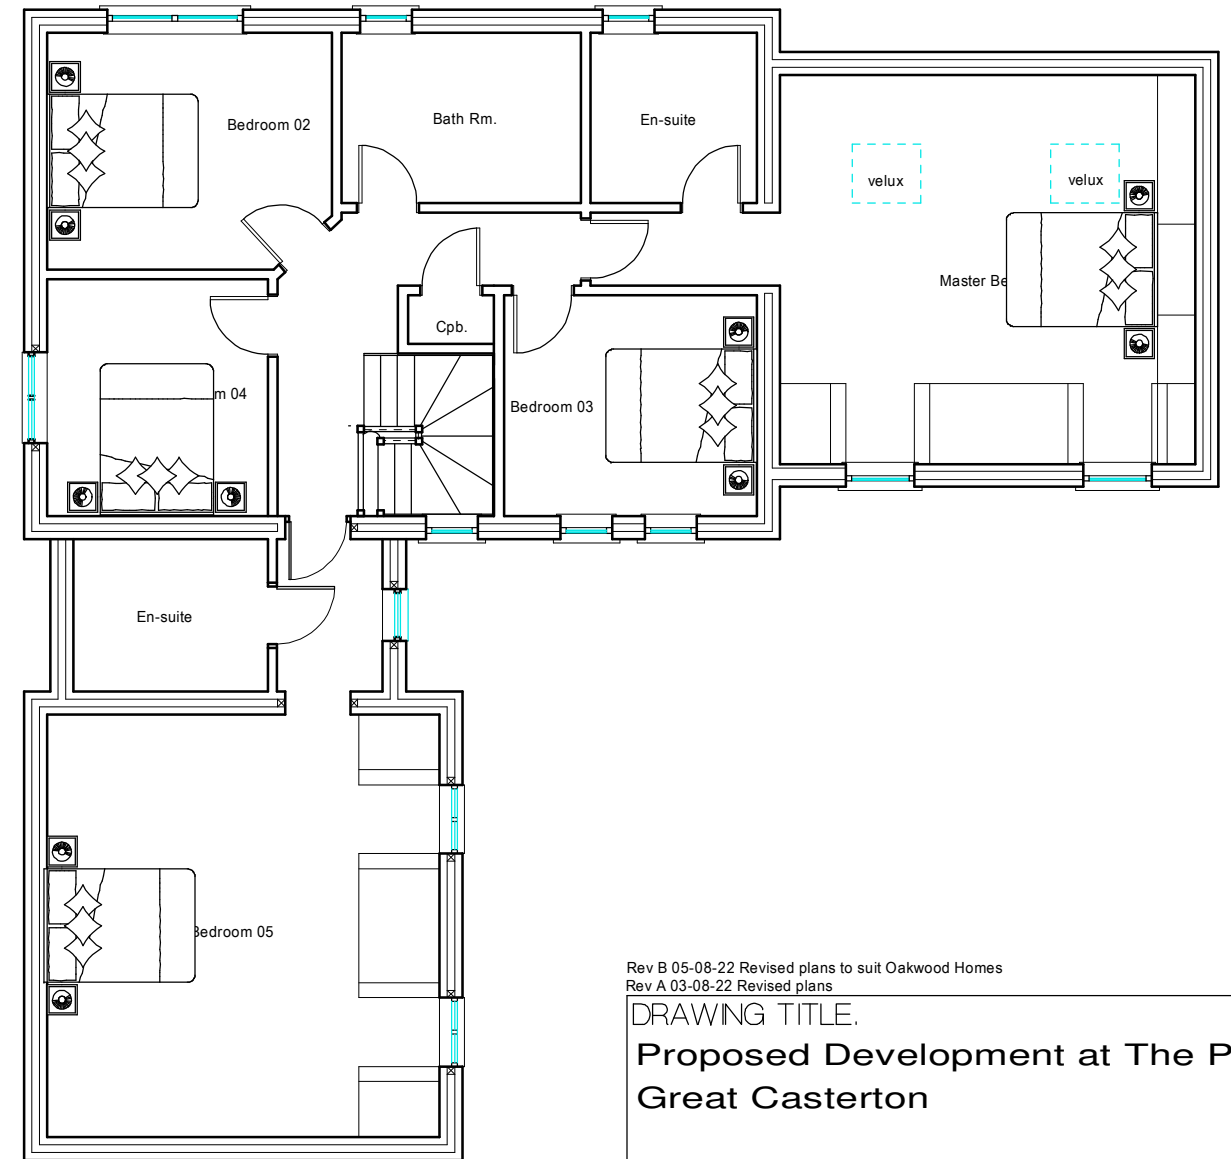 Bedroom 02
Bath Rm.
En-suite
velux
velux
Master Be
Cpb.
m 04
Bedroom 03
En-suite
Bedroom 05
Rev B 05-08-22 Revised plans to suit Oakwood Homes
Rev A 03-08-22 Revised plans
DRAWING TITLE.
Proposed Development at The P
Great Casterton